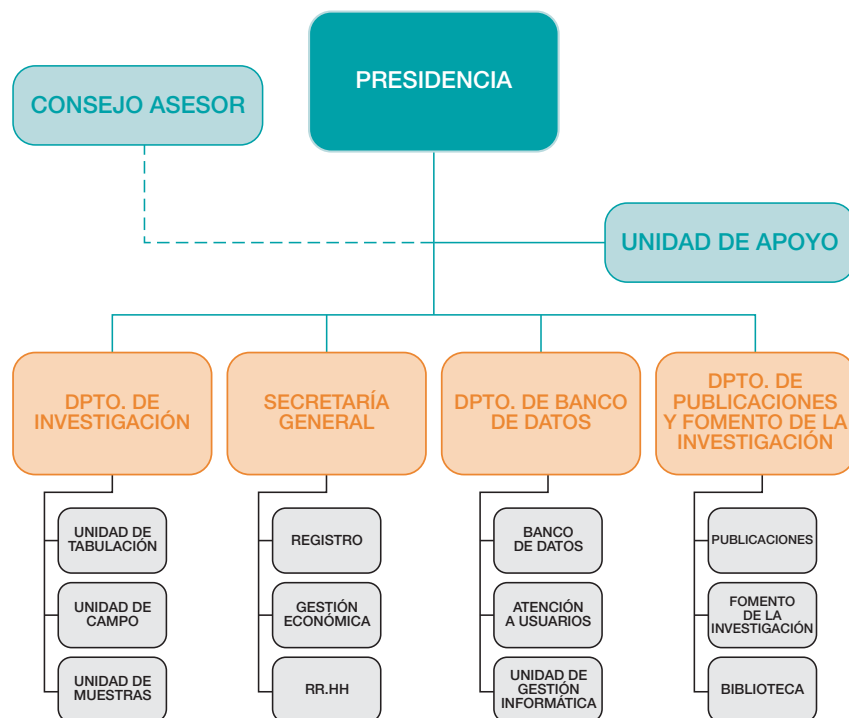 PRESIDENCIA
CONSEJO ASESOR
UNIDAD DE APOYO
DPTO. DE
INVESTIGACIÓN
SECRETARÍA
GENERAL
DPTO. DE BANCO
DE DATOS
DPTO. DE
PUBLICACIONES
Y FOMENTO DE LA
INVESTIGACIÓN
UNIDAD DE
TABULACIÓN
UNIDAD DE
CAMPO
UNIDAD DE
MUESTRAS
REGISTRO
GESTIÓN
ECONÓMICA
RR.HH
BANCO
DE DATOS
ATENCIÓN
A USUARIOS
UNIDAD DE
GESTIÓN
INFORMÁTICA
PUBLICACIONES
FOMENTO
DE LA
INVESTIGACIÓN
BIBLIOTECA